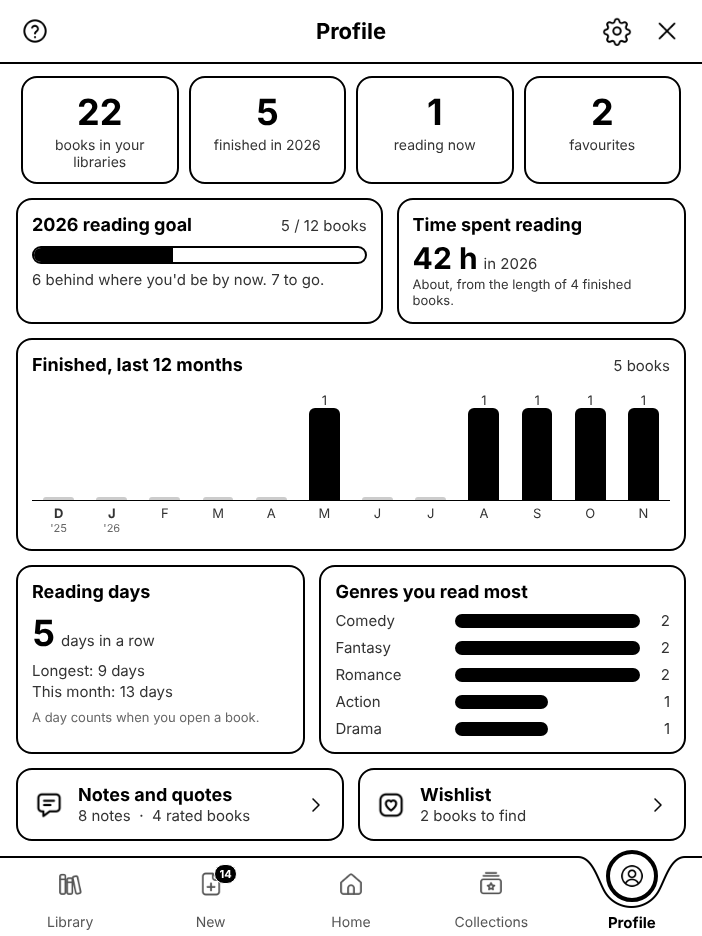 Profile
22
books in your
libraries
5
finished in 2026
1
reading now
2
favourites
2026 reading goal
5 / 12 books
6 behind where you'd be by now. 7 to go.
Time spent reading
42 h in 2026
About, from the length of 4 finished
books.
Finished, last 12 months
5 books
1 1 1 1 1
D J F M A M J J A S O N
'25 '26
Reading days
5 days in a row
Longest: 9 days
This month: 13 days
A day counts when you open a book.
Genres you read most
Comedy 2
Fantasy 2
Romance 2
Action 1
Drama 1
Notes and quotes
8 notes · 4 rated books
Wishlist
2 books to find
14
Library New Home Collections Profile